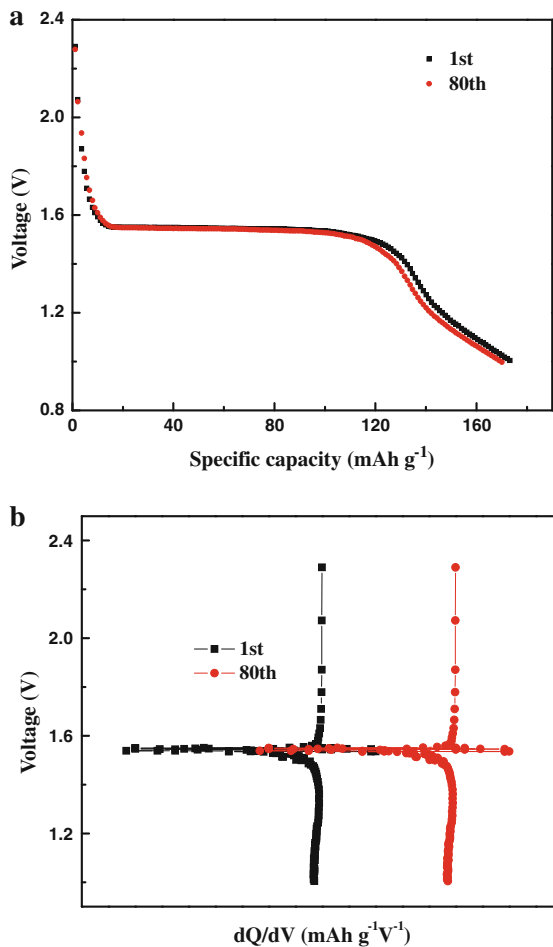 a
2.4
2.0
1.6
1.2
0.8
Voltage (V)
1st
80th
0 40 80 120 160
Specific capacity (mAh g-1)
b
2.4
2.0
1.6
1.2
Voltage (V)
1st
80th
dQ/dV (mAh g-1V-1)